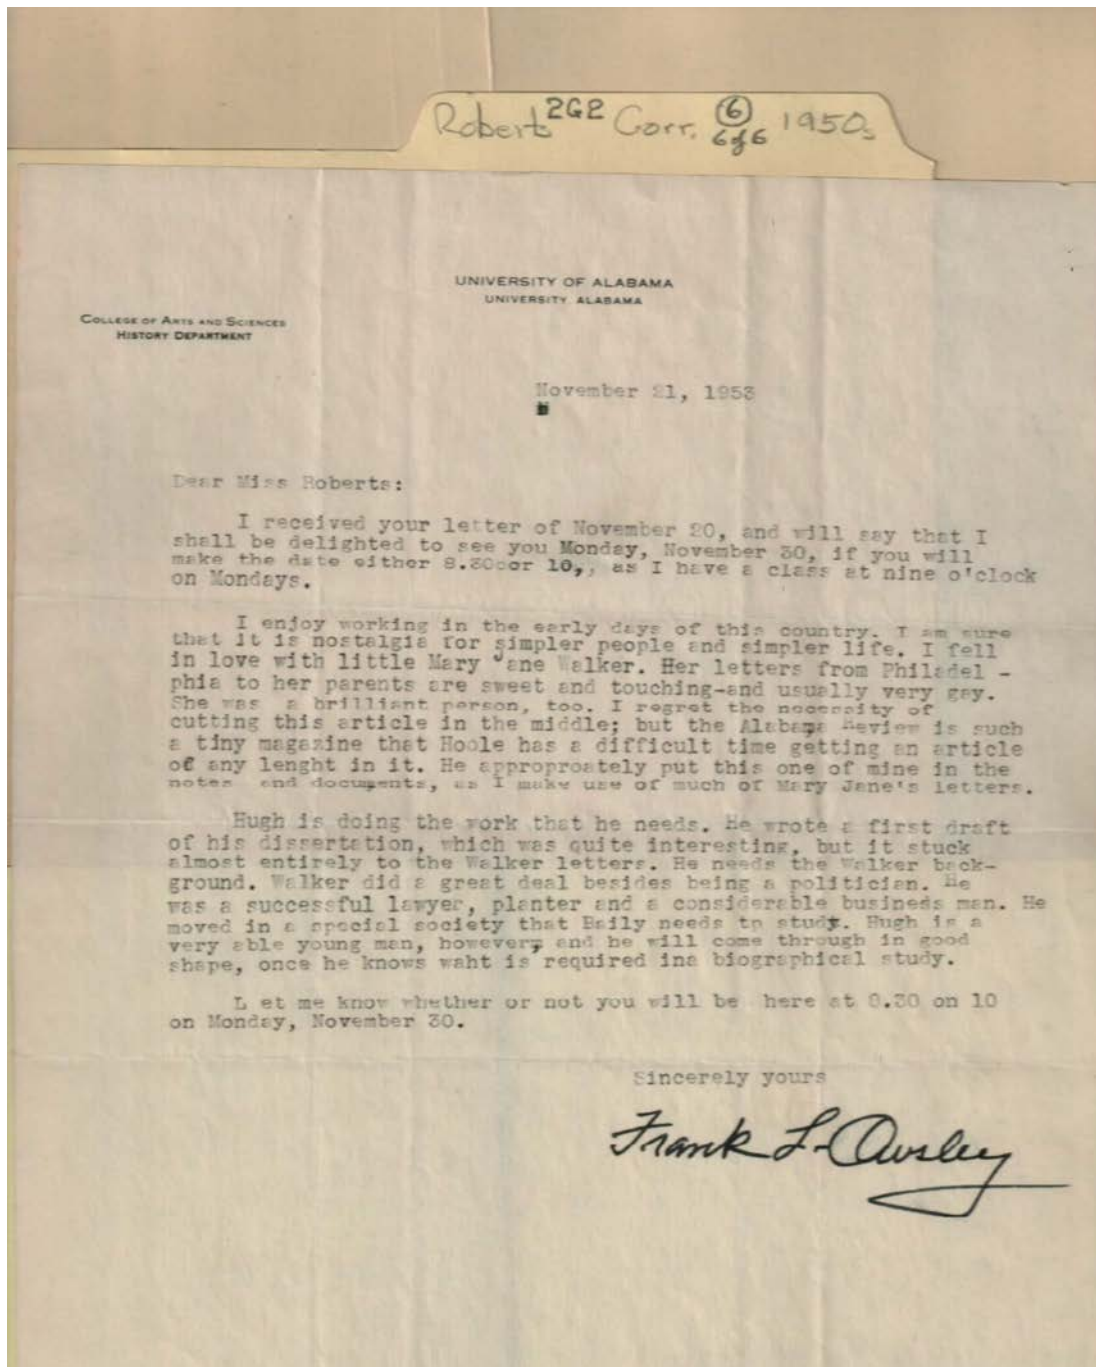 Roberts 2G2 Corr. 6 1950s
6 of 6
UNIVERSITY OF ALABAMA
UNIVERSITY, ALABAMA
COLLEGE OF ARTS AND SCIENCES
HISTORY DEPARTMENT
November 21, 1953
Dear Miss Roberts:
I received your letter of November 20, and will say that I
shall be delighted to see you Monday, November 30, if you will
make the date either 8.30 or 10,, as I have a class at nine o'clock
on Mondays.
I enjoy working in the early days of this country. I am sure
that it is nostalgia for simpler people and simpler life. I fell
in love with little Mary Jane Walker. Her letters from Philadel -
phia to her parents are sweet and touching-and usually very gay.
She was a brilliant person, too. I regret the necessity of
cutting this article in the middle; but the Alabama Review is such
a tiny magazine that Hoole has a difficult time getting an article
of any lenght in it. He approproately put this one of mine in the
notes and documents, as I make use of much of Mary Jane's letters.
Hugh is doing the work that he needs. He wrote a first draft
of his dissertation, which was quite interesting, but it stuck
almost entirely to the Walker letters. He needs the Walker back-
ground. Walker did a great deal besides being a politician. He
was a successful lawyer, planter and a considerable busineds man. He
moved in a special society that Baily needs to study. Hugh is a
very able young man, however, and he will come through in good
shape, once he knows waht is required ina biographical study.
L et me know whether or not you will be here at 8.30 on 10
on Monday, November 30.
Sincerely yours
Frank L. Owsley